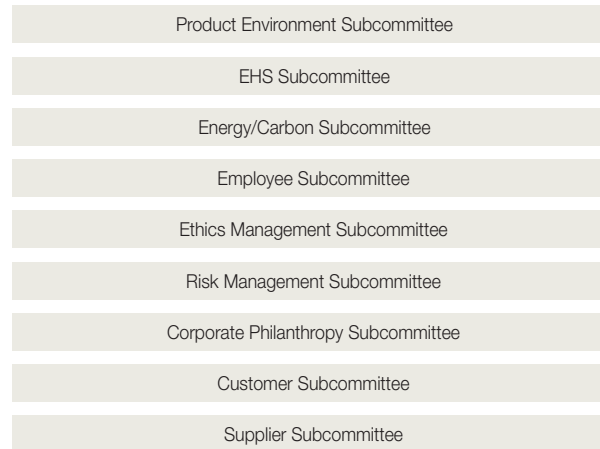 Product Environment Subcommittee
EHS Subcommittee
Energy/Carbon Subcommittee
Employee Subcommittee
Ethics Management Subcommittee
Risk Management Subcommittee
Corporate Philanthropy Subcommittee
Customer Subcommittee
Supplier Subcommittee